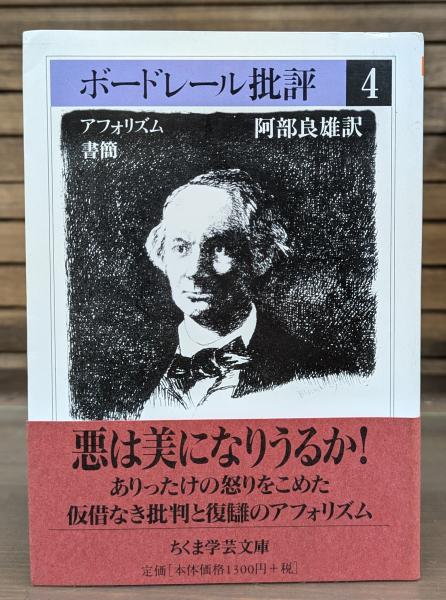 ボードレール批評 4
アフォリズム
書簡
阿部良雄訳
悪は美になりうるか!
ありったけの怒りをこめた
仮借なき批判と復讎のアフォリズム
ちくま学芸文庫
定価[本体価格1300円+税]